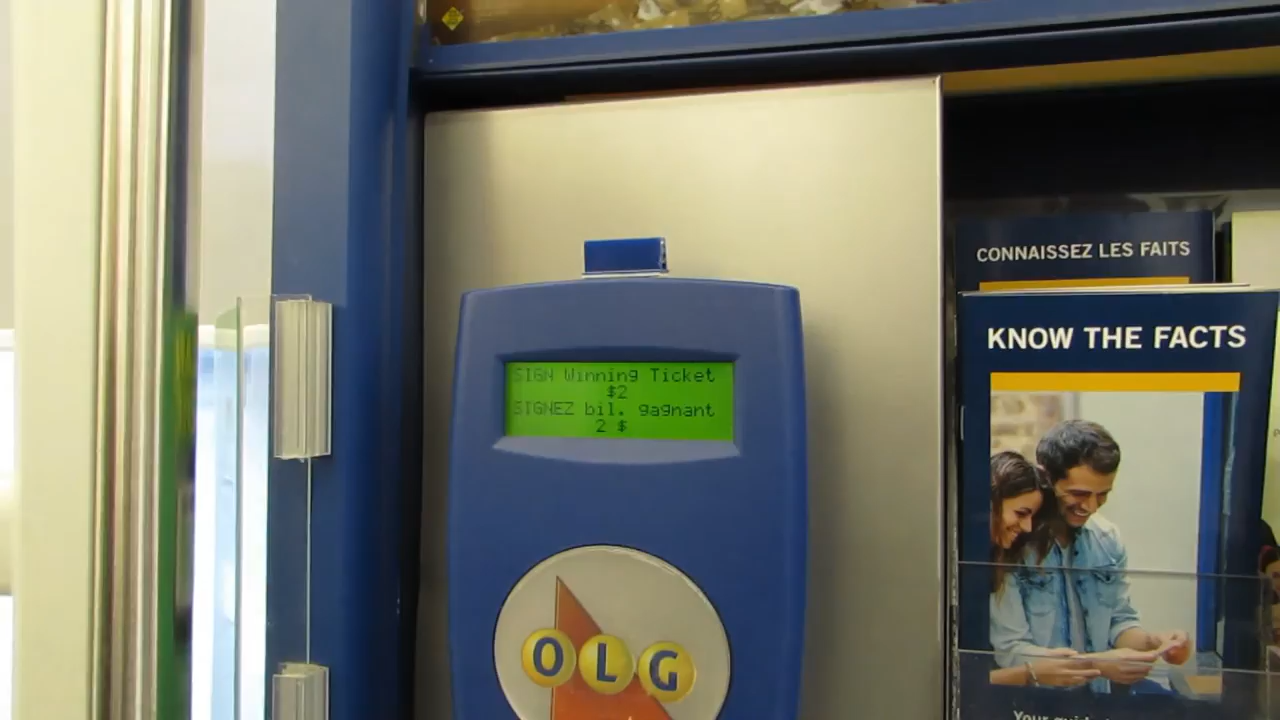 SIGN Winning Ticket
$2
SIGNEZ bil. gagnant
2 $
OLG
CONNAISSEZ LES FAITS
KNOW THE FACTS